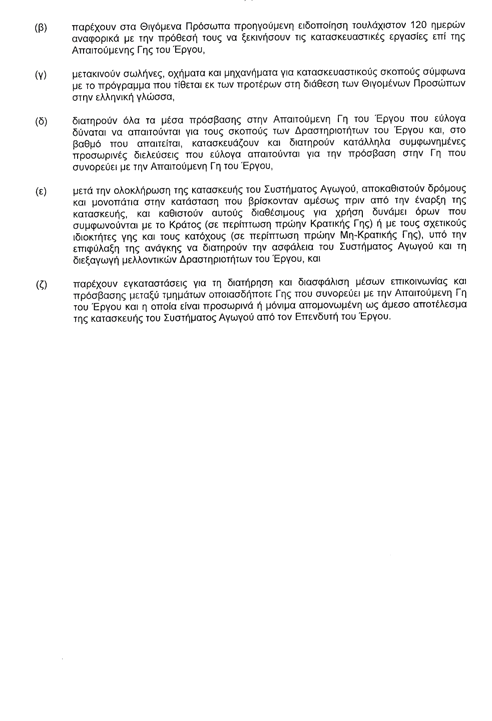 (β) παρέχουν στα Θιγόμενα Πρόσωπα προηγούμενη ειδοποίηση τουλάχιστον 120 ημερών
αναφορικά με την πρόθεσή τους να ξεκινήσουν τις κατασκευαστικές εργασίες επί της
Απαιτούμενης Γης του Έργου,
(γ) μετακινούν σωλήνες, οχήματα και μηχανήματα για κατασκευαστικούς σκοπούς σύμφωνα
με το πρόγραμμα που τίθεται εκ των προτέρων στη διάθεση των Θιγομένων Προσώπων
στην ελληνική γλώσσα,
(δ) διατηρούν όλα τα μέσα πρόσβασης στην Απαιτούμενη Γη του Έργου που εύλογα
δύναται να απαιτούνται για τους σκοπούς των Δραστηριοτήτων του Έργου και, στο
βαθμό που απαιτείται, κατασκευάζουν και διατηρούν κατάλληλα συμφωνημένες
προσωρινές διελεύσεις που εύλογα απαιτούνται για την πρόσβαση στην Γη που
συνορεύει με την Απαιτούμενη Γη του Έργου,
(ε) μετά την ολοκλήρωση της κατασκευής του Συστήματος Αγωγού, αποκαθιστούν δρόμους
και μονοπάτια στην κατάσταση που βρίσκονταν αμέσως πριν από την έναρξη της
κατασκευής, και καθιστούν αυτούς διαθέσιμους για χρήση δυνάμει όρων που
συμφωνούνται με το Κράτος (σε περίπτωση πρώην Κρατικής Γης) ή με τους σχετικούς
ιδιοκτήτες γης και τους κατόχους (σε περίπτωση πρώην Μη-Κρατικής Γης), υπό την
επιφύλαξη της ανάγκης να διατηρούν την ασφάλεια του Συστήματος Αγωγού και τη
διεξαγωγή μελλοντικών Δραστηριοτήτων του Έργου, και
(ζ) παρέχουν εγκαταστάσεις για τη διατήρηση και διασφάλιση μέσων επικοινωνίας και
πρόσβασης μεταξύ τμημάτων οποιασδήποτε Γης που συνορεύει με την Απαιτούμενη Γη
του Έργου και η οποία είναι προσωρινά ή μόνιμα απομονωμένη ως άμεσο αποτέλεσμα
της κατασκευής του Συστήματος Αγωγού από τον Επενδυτή του Έργου.